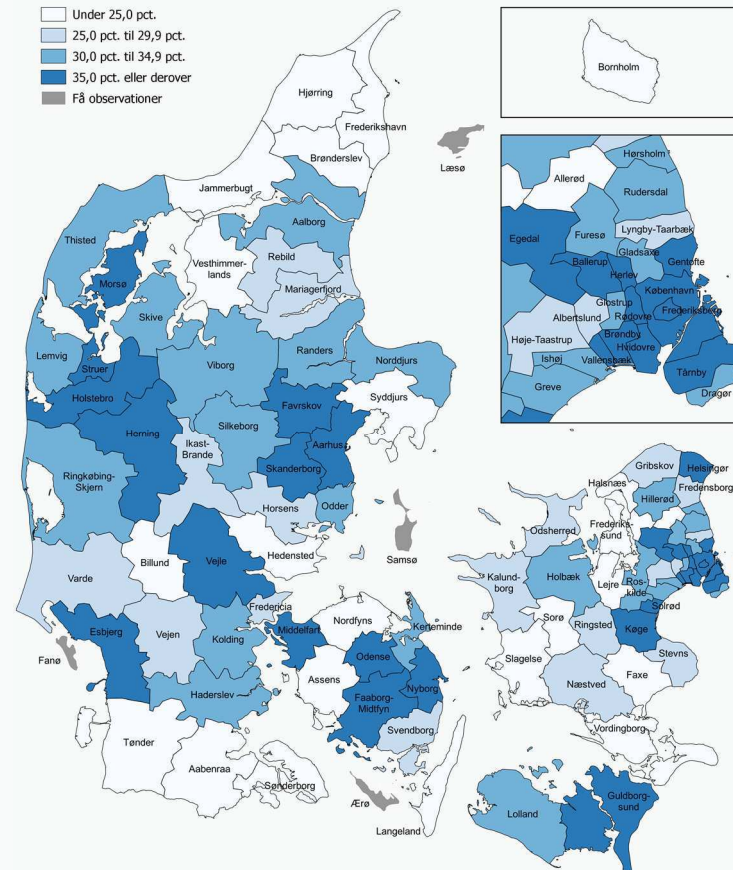 Under 25,0 pct.
25,0 pct. til 29,9 pct.
30,0 pct. til 34,9 pct.
35,0 pct. eller derover
Få observationer
Hjørring
Frederikshavn
Brønderslev
Jammerbugt
Læsø
Thisted
Aalborg
Vesthimmer-
lands
Rebild
Morsø
Mariagerfjord
Skive
Lemvig
Viborg
Randers
Norddjurs
Struer
Holstebro
Favrskov
Syddjurs
Herning
Silkeborg
Ikast-
Brande
Aarhus
Skanderborg
Ringkøbing-
Skjern
Odder
Horsens
Samsø
Hedensted
Billund
Vejle
Varde
Fredericia
Esbjerg
Vejen
Kolding
Fanø
Haderslev
Tønder
Aabenraa
Sønderborg
Middelfart
Nordfyns
Kerteminde
Odense
Assens
Nyborg
Faaborg-
Midtfyn
Svendborg
Ærø
Langeland
Bornholm
Hørsholm
Allerød
Rudersdal
Lyngby-Taarbæk
Egedal
Furesø
Gladsaxe
Ballerup
Gentofte
Herlev
København
Glostrup
Albertslund
Rødovre
Frederiksberg
Brøndby
Høje-Taastrup
Hvidovre
Ishøj
Vallensbæk
Tårnby
Greve
Dragør
Gribskov
Helsingør
Halsnæs
Hillerød
Fredensborg
Odsherred
Frederiks-
sund
Kalund-
borg
Holbæk
Lejre
Ros-
kilde
Solrød
Sorø
Ringsted
Køge
Slagelse
Stevns
Faxe
Næstved
Vordingborg
Guldborg-
sund
Lolland